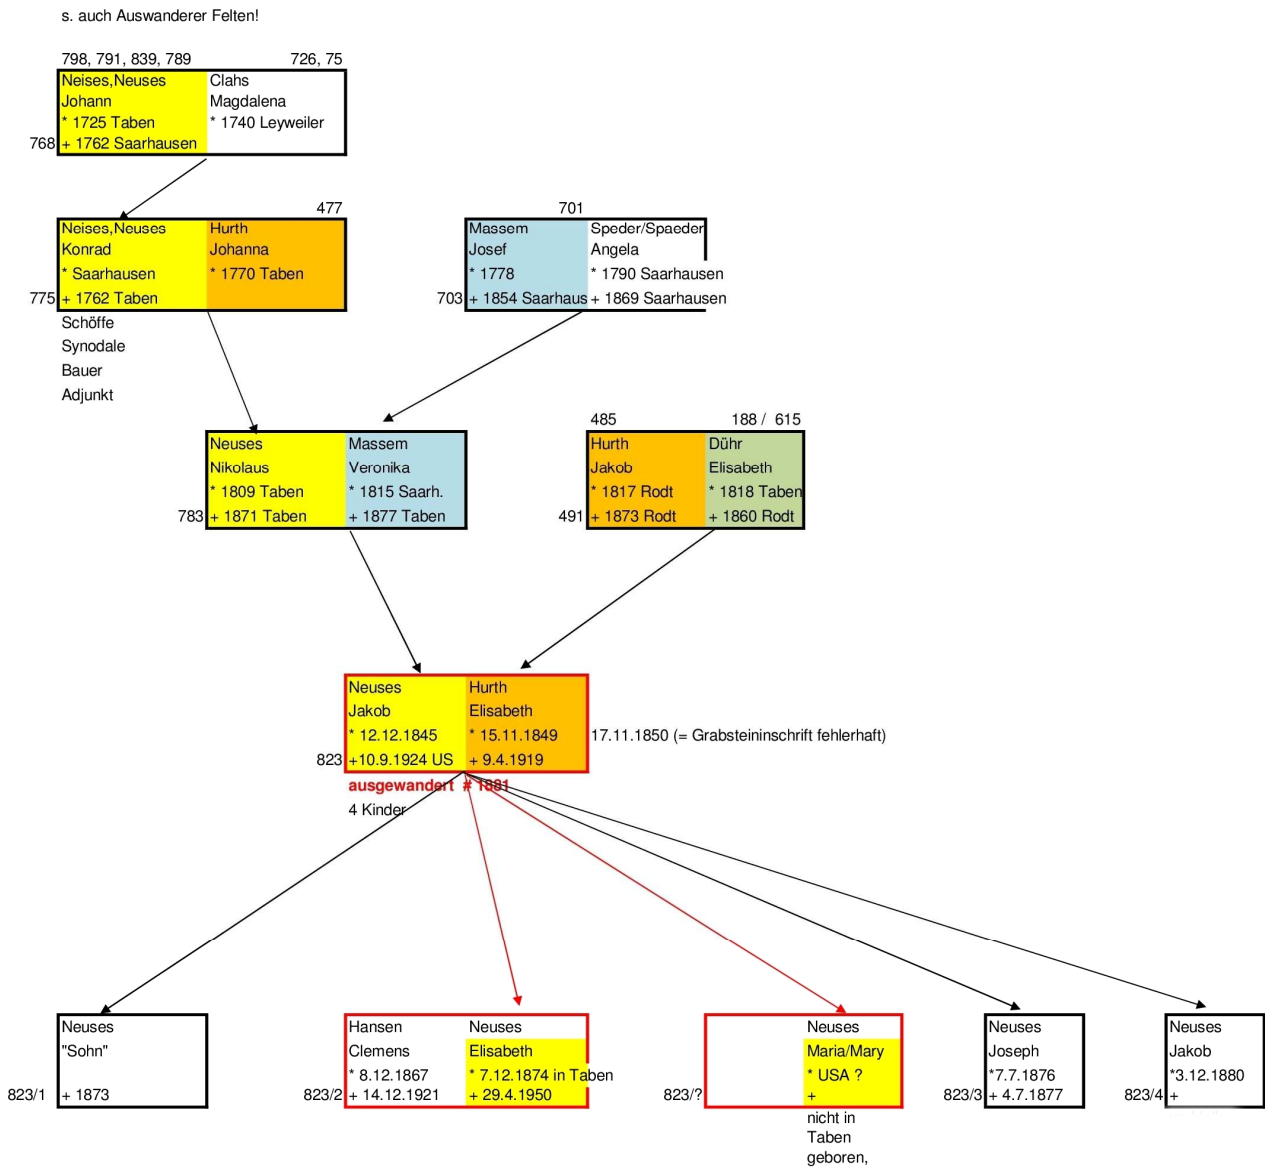 s. auch Auswanderer Felten!
798, 791, 839, 789
726, 75
Neises,Neuses
Johann
* 1725 Taben
768 + 1762 Saarhausen
Clahs
Magdalena
* 1740 Leyweiler
477
Neises,Neuses
Konrad
* Saarhausen
775 + 1762 Taben
Hurth
Johanna
* 1770 Taben
Schöffe
Synodale
Bauer
Adjunkt
701
Massem
Josef
* 1778
703 + 1854 Saarhaus
Speder/Spaeder
Angela
* 1790 Saarhausen
+ 1869 Saarhausen
Neuses
Nikolaus
* 1809 Taben
783 + 1871 Taben
Massem
Veronika
* 1815 Saarh.
+ 1877 Taben
485
188 / 615
Hurth
Jakob
* 1817 Rodt
491 + 1873 Rodt
Dühr
Elisabeth
* 1818 Taben
+ 1860 Rodt
Neuses
Jakob
* 12.12.1845
823 +10.9.1924 US
Hurth
Elisabeth
* 15.11.1849
+ 9.4.1919
17.11.1850 (= Grabsteininschrift fehlerhaft)
ausgewandert # 1881
4 Kinder
Neuses
"Sohn"
823/1 + 1873
Hansen
Clemens
* 8.12.1867
823/2 + 14.12.1921
Neuses
Elisabeth
* 7.12.1874 in Taben
+ 29.4.1950
823/?
Neuses
Maria/Mary
* USA ?
+
nicht in
Taben
geboren,
Neuses
Joseph
*7.7.1876
823/3 + 4.7.1877
Neuses
Jakob
*3.12.1880
823/4 +